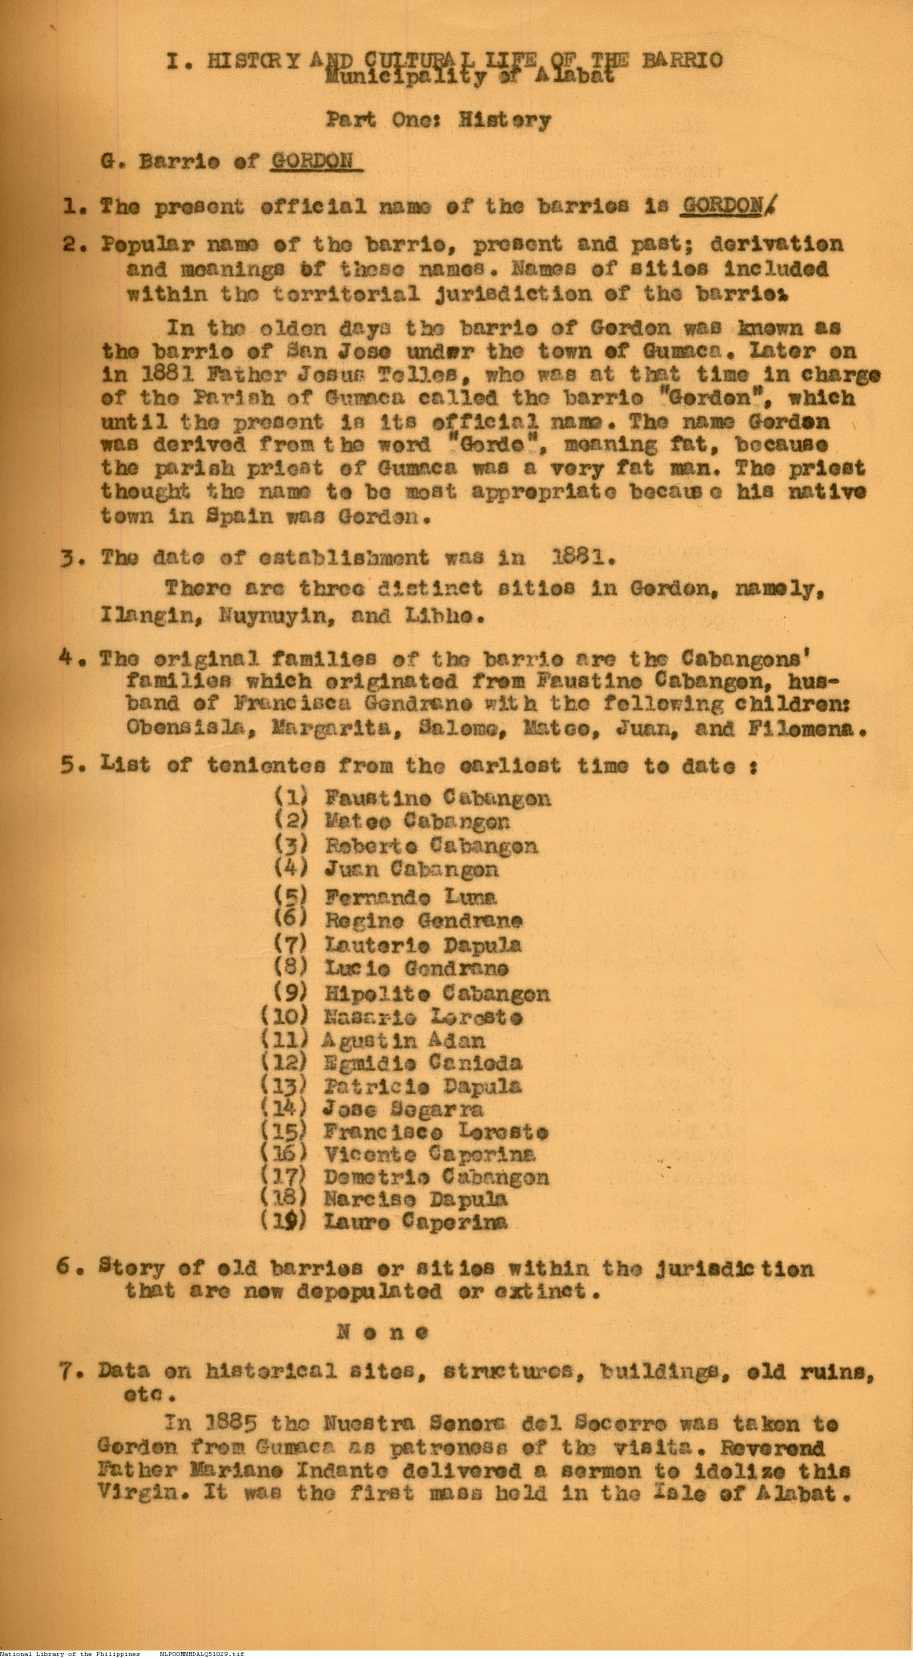 I. HISTORY AND CULTURAL LIFE OF THE BARRIO
Municipality of Alabat
Part One: History
G. Barrio of GORDON
1. The present official name of the barrios is GORDON.
2. Popular name of the barrio, present and past; derivation
and meanings of these names. Names of sitios included
within the territorial jurisdiction of the barrio:
In the olden days the barrio of Gordon was known as
the barrio of San Jose under the town of Gumaca. Later on
in 1881 Father Jesus Telles, who was at that time in charge
of the Parish of Gumaca called the barrio "Gordon", which
until the present is its official name. The name Gordon
was derived from the word "Gordo", meaning fat, because
the parish priest of Gumaca was a very fat man. The priest
thought the name to be most appropriate because his native
town in Spain was Gordon.
3. The date of establishment was in 1881.
There are three distinct sitios in Gordon, namely,
Ilangin, Nuynuyin, and Libho.
4. The original families of the barrio are the Cabangons'
families which originated from Faustino Cabangon, hus-
band of Francisca Gendrano with the following children:
Obensisla, Margarita, Salome, Mateo, Juan, and Filomena.
5. List of tenientes from the earliest time to date :
(1) Faustino Cabangon
(2) Mateo Cabangon
(3) Roberto Cabangon
(4) Juan Cabangon
(5) Fernando Luna
(6) Regino Gendrano
(7) Lauterio Dapula
(8) Lucio Gendrano
(9) Hipolito Cabangon
(10) Nasario Loresto
(11) Agustin Adan
(12) Egmidio Canioda
(13) Patricio Dapula
(14) Jose Segarra
(15) Francisco Loresto
(16) Vicente Caperina
(17) Demetrio Cabangon
(18) Narciso Dapula
(19) Lauro Caperina
6. Story of old barrios or sitios within the jurisdiction
that are now depopulated or extinct.
N o n e
7. Data on historical sites, structures, buildings, old ruins,
etc.
In 1885 the Nuestra Senora del Socorro was taken to
Gordon from Gumaca as patroness of the visita. Reverend
Father Mariano Indante delivered a sermon to idolize this
Virgin. It was the first mass held in the Isle of Alabat.
National Library of the Philippines NLPOOMNHDALQ51029.tif